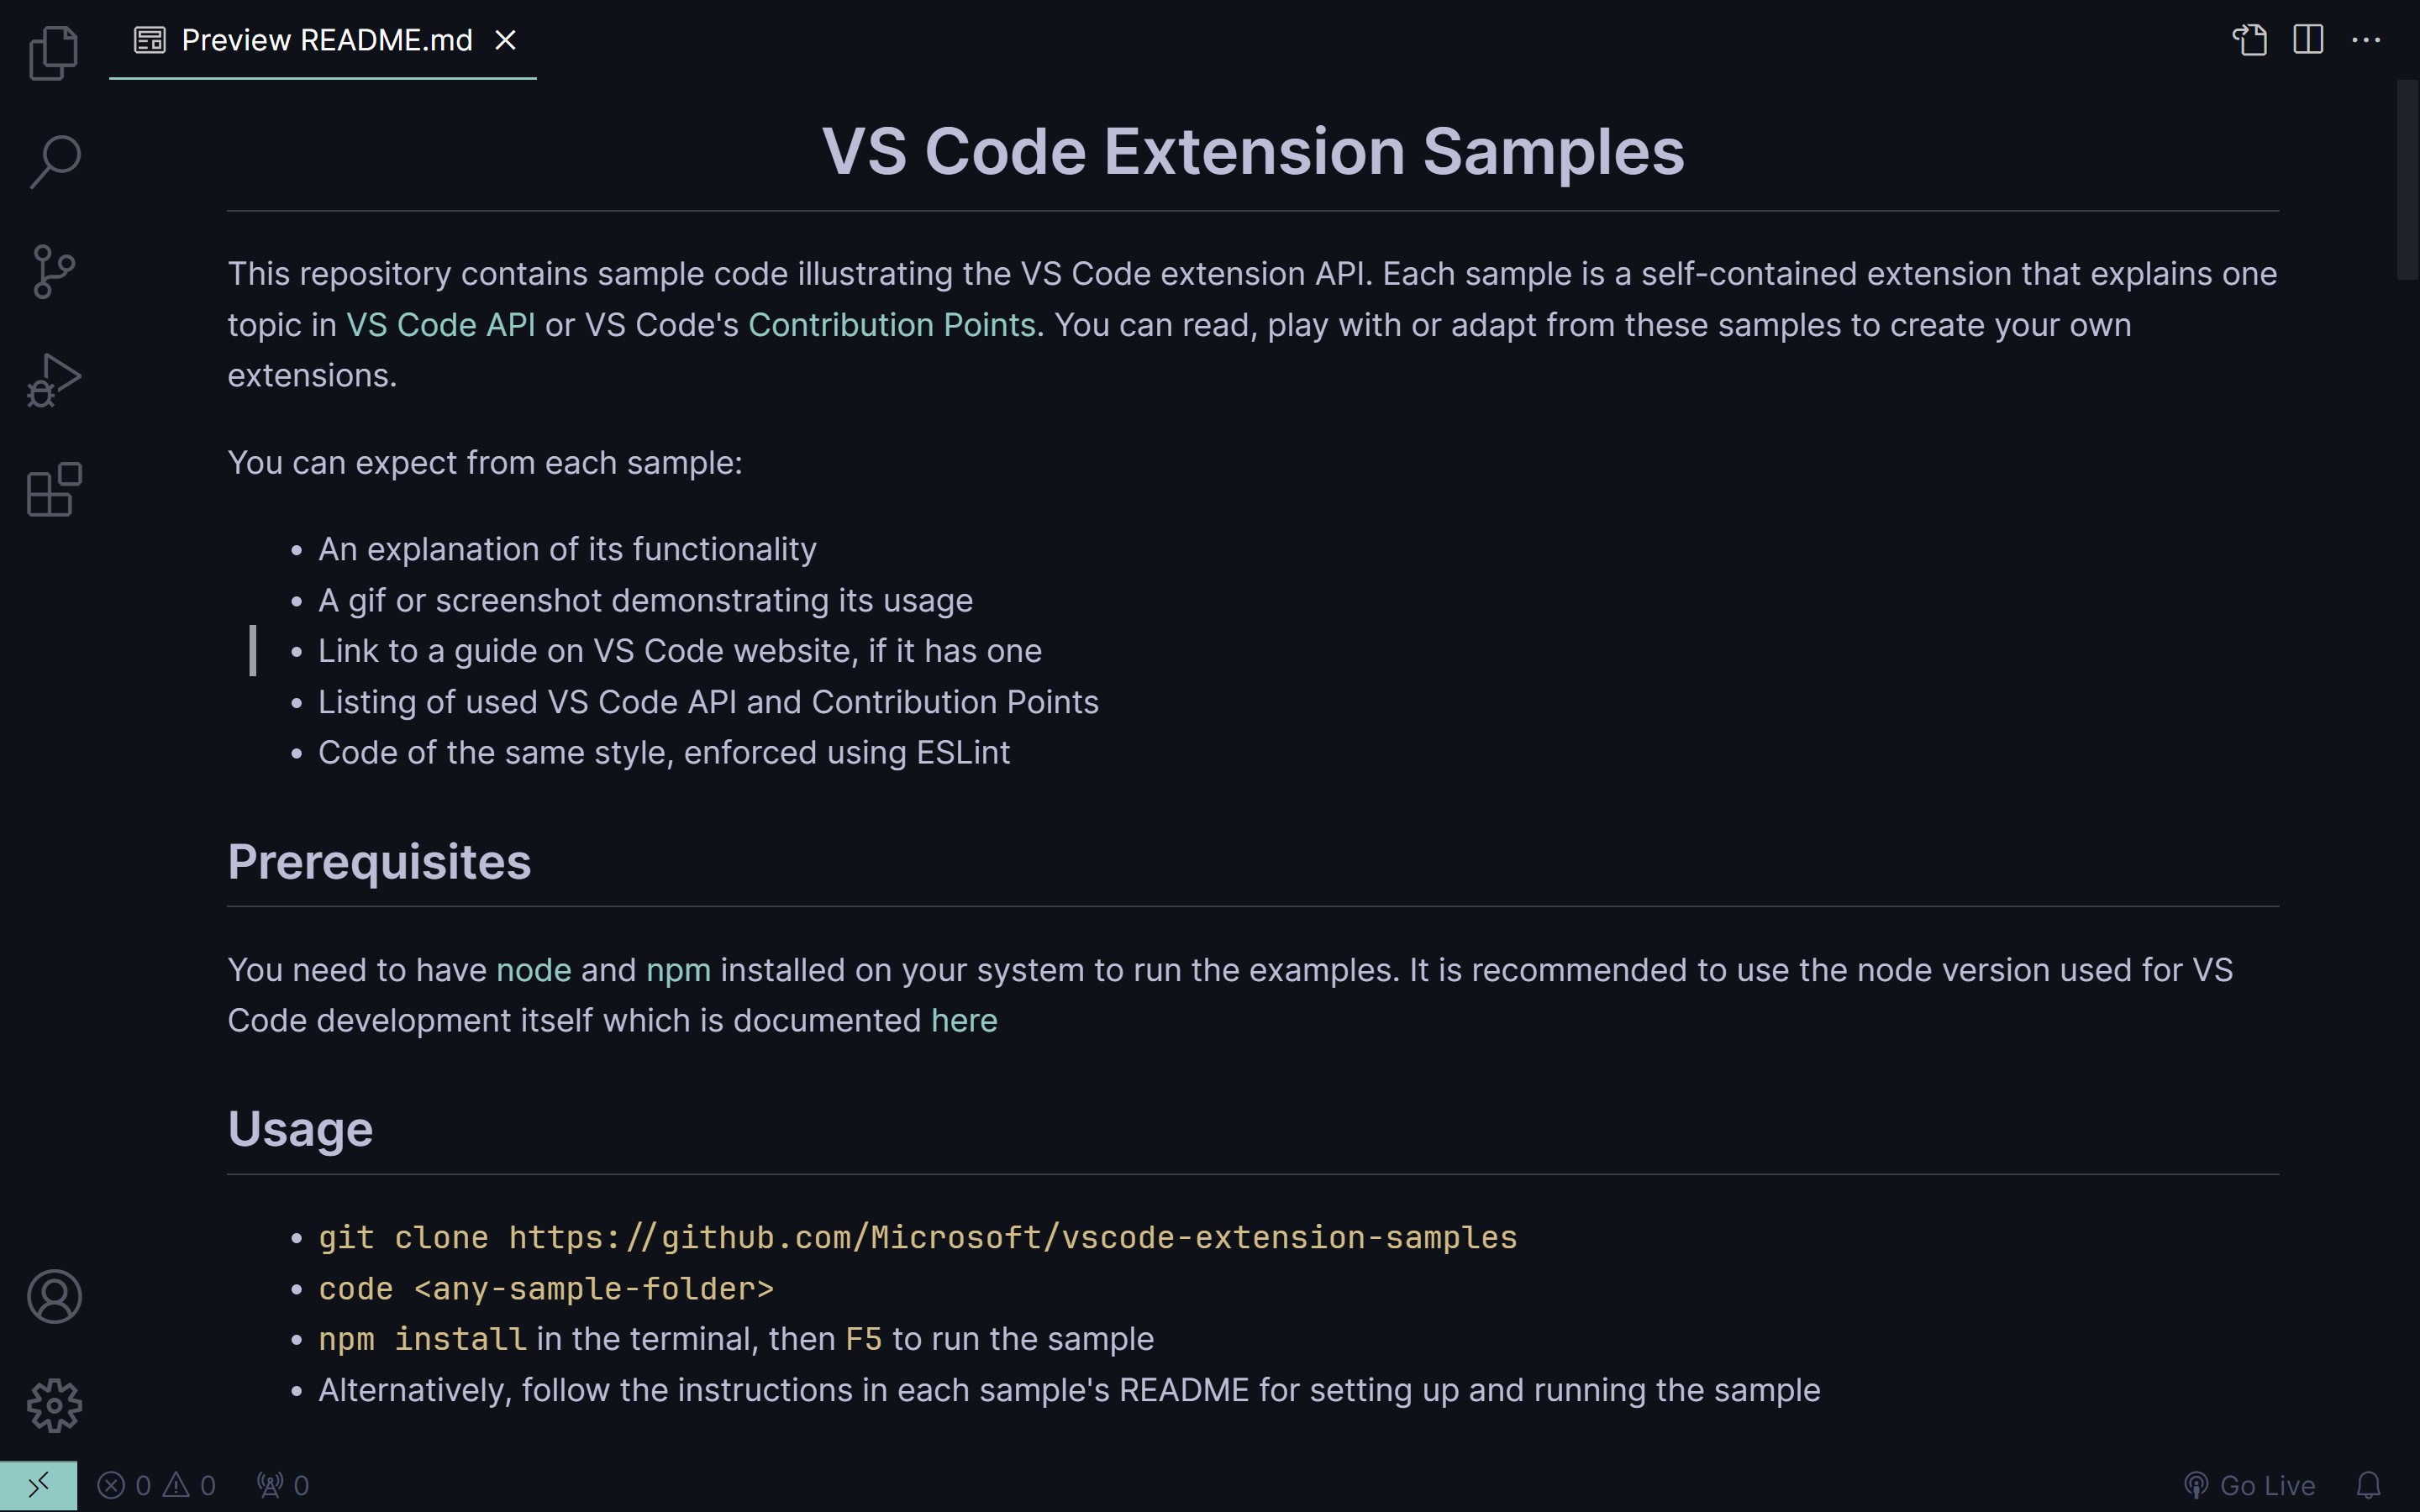 Preview README.md
VS Code Extension Samples
This repository contains sample code illustrating the VS Code extension API. Each sample is a self-contained extension that explains one
topic in VS Code API or VS Code's Contribution Points. You can read, play with or adapt from these samples to create your own
extensions.
You can expect from each sample:
• An explanation of its functionality
• A gif or screenshot demonstrating its usage
• Link to a guide on VS Code website, if it has one
• Listing of used VS Code API and Contribution Points
• Code of the same style, enforced using ESLint
Prerequisites
You need to have node and npm installed on your system to run the examples. It is recommended to use the node version used for VS
Code development itself which is documented here
Usage
• git clone https://github.com/Microsoft/vscode-extension-samples
• code <any-sample-folder>
• npm install in the terminal, then F5 to run the sample
• Alternatively, follow the instructions in each sample's README for setting up and running the sample
0 0 0 Go Live